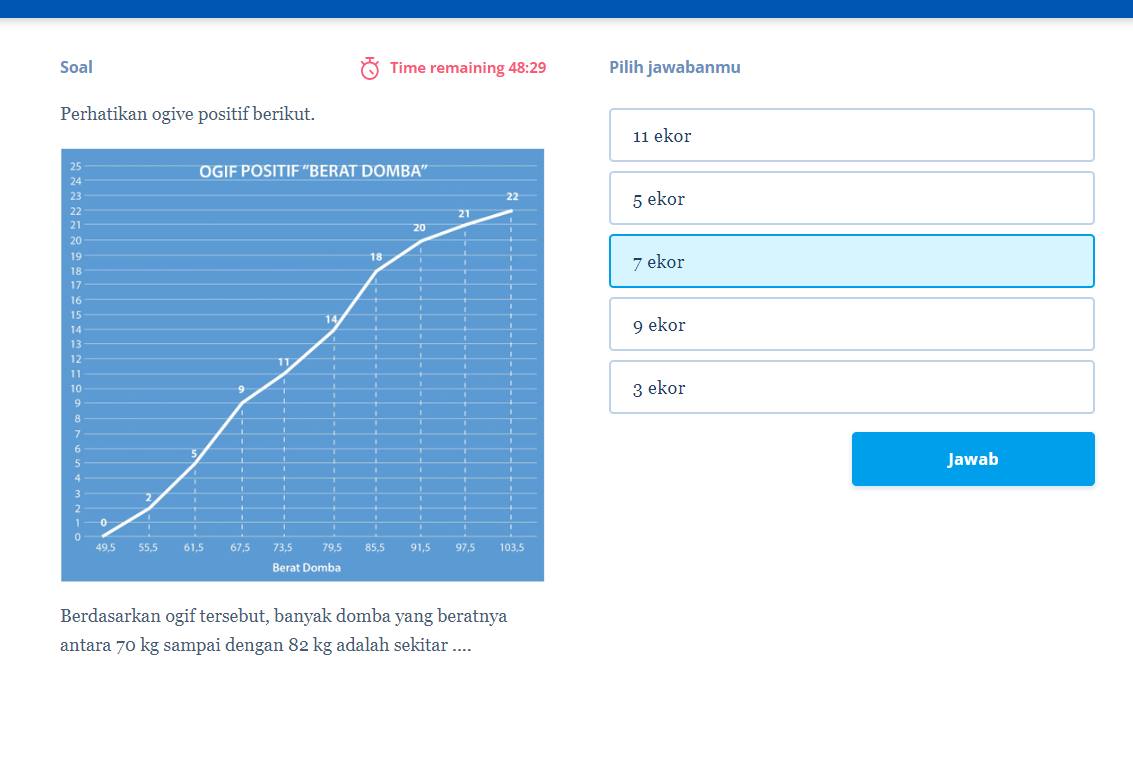 Soal
Time remaining 48:29
Perhatikan ogive positif berikut.
OGIF POSITIF “BERAT DOMBA”
25
24
23
22
21
20
19
18
17
16
15
14
13
12
11
10
9
8
7
6
5
4
3
2
1
0
0
2
5
9
11
14
18
20
21
22
49,5 55,5 61,5 67,5 73,5 79,5 85,5 91,5 97,5 103,5
Berat Domba
Berdasarkan ogif tersebut, banyak domba yang beratnya
antara 70 kg sampai dengan 82 kg adalah sekitar ....
Pilih jawabanmu
11 ekor
5 ekor
7 ekor
9 ekor
3 ekor
Jawab